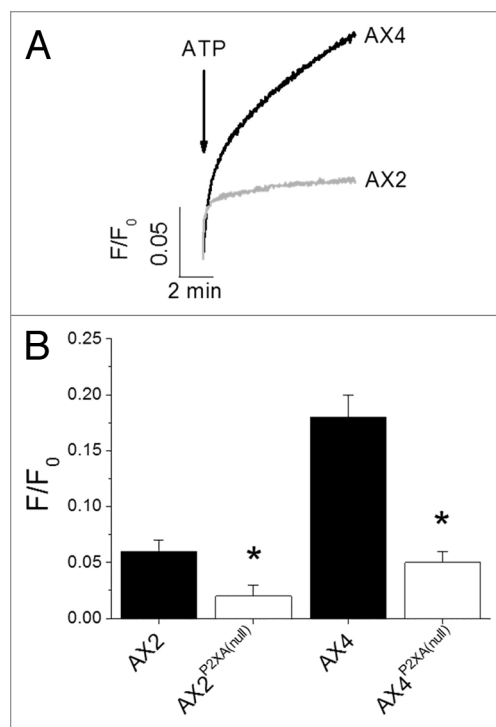 A
ATP
AX4
AX2
F/F0
0.05
2 min
B
F/F0
0.25
0.20
0.15
0.10
0.05
0.00
*
*
AX2
AX2P2XA(null)
AX4
AX4P2XA(null)